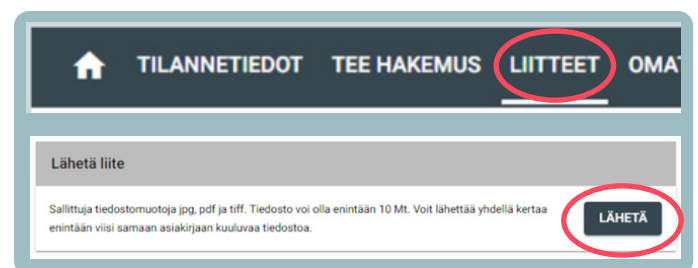 TILANNETIEDOT TEE HAKEMUS LIITTEET OMA
Lähetä liite
Sallittuja tiedostomuotoja jpg, pdf ja tiff. Tiedosto voi olla enintään 10 Mt. Voit lähettää yhdellä kertaa
enintään viisi samaan asiakirjaan kuuluvaa tiedostoa.
LÄHETÄ